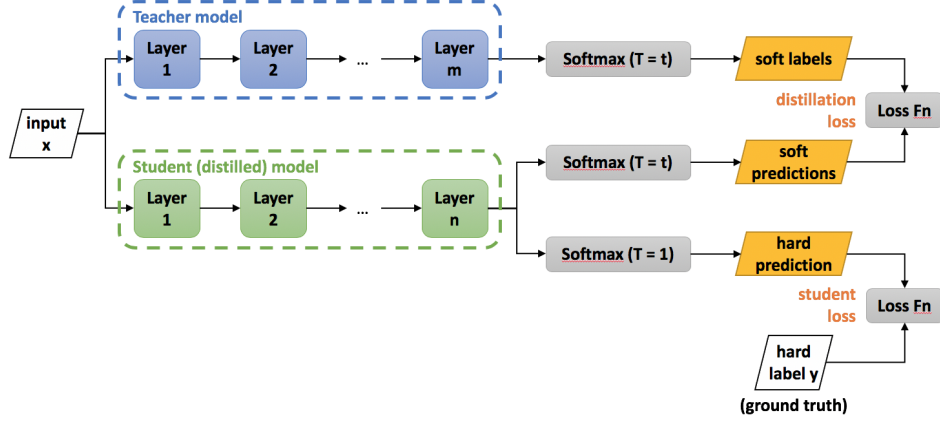 Teacher model
Layer
1
Layer
2
...
Layer
m
Softmax (T = t)
soft labels
distillation
loss
Loss Fn
input
x
Student (distilled) model
Layer
1
Layer
2
...
Layer
n
Softmax (T = t)
soft
predictions
Softmax (T = 1)
hard
prediction
student
loss
Loss Fn
hard
label y
(ground truth)